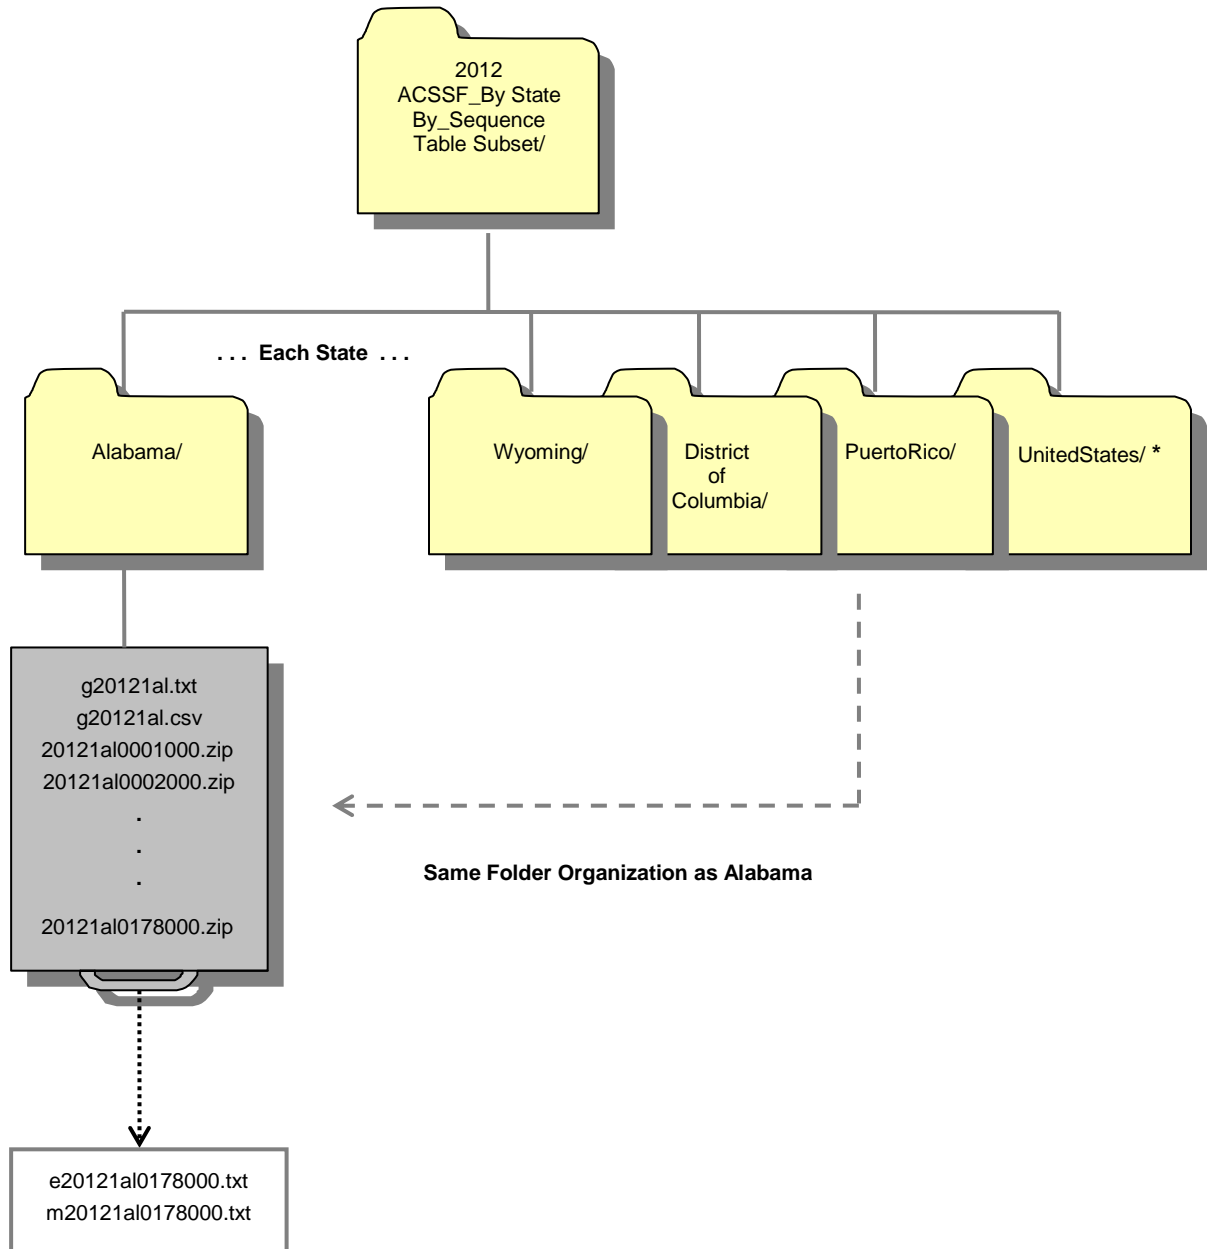 2012
ACSSF_By State
By_Sequence
Table Subset/
. . . Each State . . .
Alabama/
Wyoming/
District
of
Columbia/
PuertoRico/
UnitedStates/ *
g20121al.txt
g20121al.csv
20121al0001000.zip
20121al0002000.zip
.
.
.
20121al0178000.zip
Same Folder Organization as Alabama
e20121al0178000.txt
m20121al0178000.txt